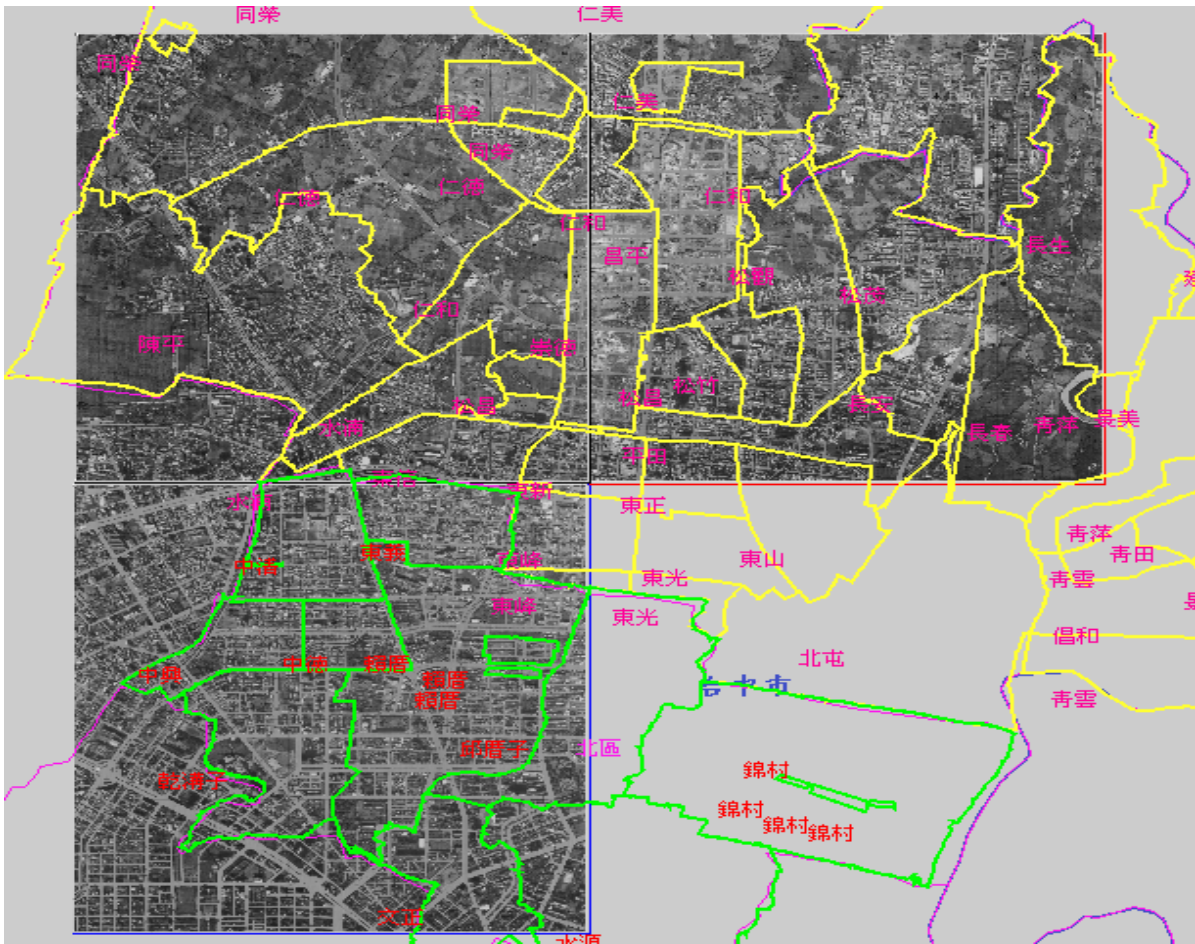 同榮
仁美
同榮
仁美
同榮
同榮
仁德
仁德
仁和
仁和
長生
昌平
松觀
松茂
仁和
陳平
崇德
松竹
松昌
松昌
長安
景美
水湳
長春
青萍
平田
水湳
東新
東正
青萍
東義
青田
中清
東山
東光
青雲
東峰
東光
倡和
北屯
中興
中德
賴厝
賴厝
台中市
青雲
賴厝
邱厝子
北區
乾溝子
錦村
錦村
錦村
錦村
文正
水源